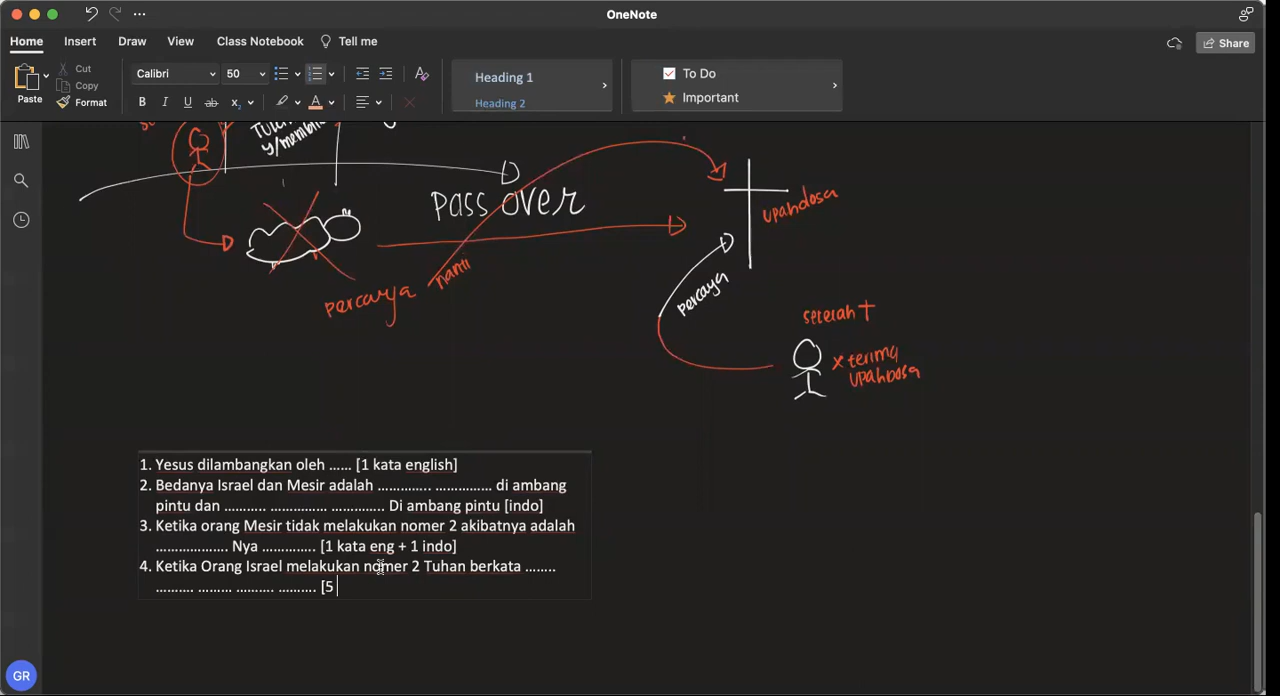 OneNote
Home Insert Draw View Class Notebook Tell me
Share
Paste
Cut
Copy
Format
Calibri 50
B I U ab x₂ A
Heading 1
Heading 2
To Do
Important
y/membili
Pass over
upahdosa
percaya nanti
percaya
setelah †
x terima
upahdosa
1. Yesus dilambangkan oleh …… [1 kata english]
2. Bedanya Israel dan Mesir adalah ………….. …………… di ambang
pintu dan ……….. …………… ………….. Di ambang pintu [indo]
3. Ketika orang Mesir tidak melakukan nomer 2 akibatnya adalah
………………. Nya ………….. [1 kata eng + 1 indo]
4. Ketika Orang Israel melakukan nomer 2 Tuhan berkata ……..
………. ……… ………. ………. [5
GR